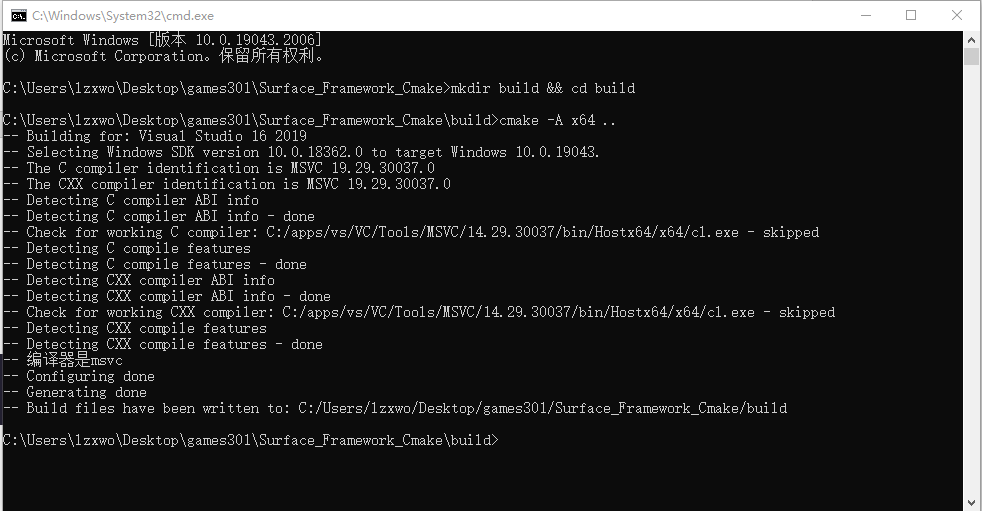 C:\Windows\System32\cmd.exe
Microsoft Windows [版本 10.0.19043.2006]
(c) Microsoft Corporation。保留所有权利。
C:\Users\lzxwo\Desktop\games301\Surface_Framework_Cmake>mkdir build && cd build
C:\Users\lzxwo\Desktop\games301\Surface_Framework_Cmake\build>cmake -A x64 ..
-- Building for: Visual Studio 16 2019
-- Selecting Windows SDK version 10.0.18362.0 to target Windows 10.0.19043.
-- The C compiler identification is MSVC 19.29.30037.0
-- The CXX compiler identification is MSVC 19.29.30037.0
-- Detecting C compiler ABI info
-- Detecting C compiler ABI info - done
-- Check for working C compiler: C:/apps/vs/VC/Tools/MSVC/14.29.30037/bin/Hostx64/x64/cl.exe - skipped
-- Detecting C compile features
-- Detecting C compile features - done
-- Detecting CXX compiler ABI info
-- Detecting CXX compiler ABI info - done
-- Check for working CXX compiler: C:/apps/vs/VC/Tools/MSVC/14.29.30037/bin/Hostx64/x64/cl.exe - skipped
-- Detecting CXX compile features
-- Detecting CXX compile features - done
-- 编译器是msvc
-- Configuring done
-- Generating done
-- Build files have been written to: C:/Users/lzxwo/Desktop/games301/Surface_Framework_Cmake/build
C:\Users\lzxwo\Desktop\games301\Surface_Framework_Cmake\build>